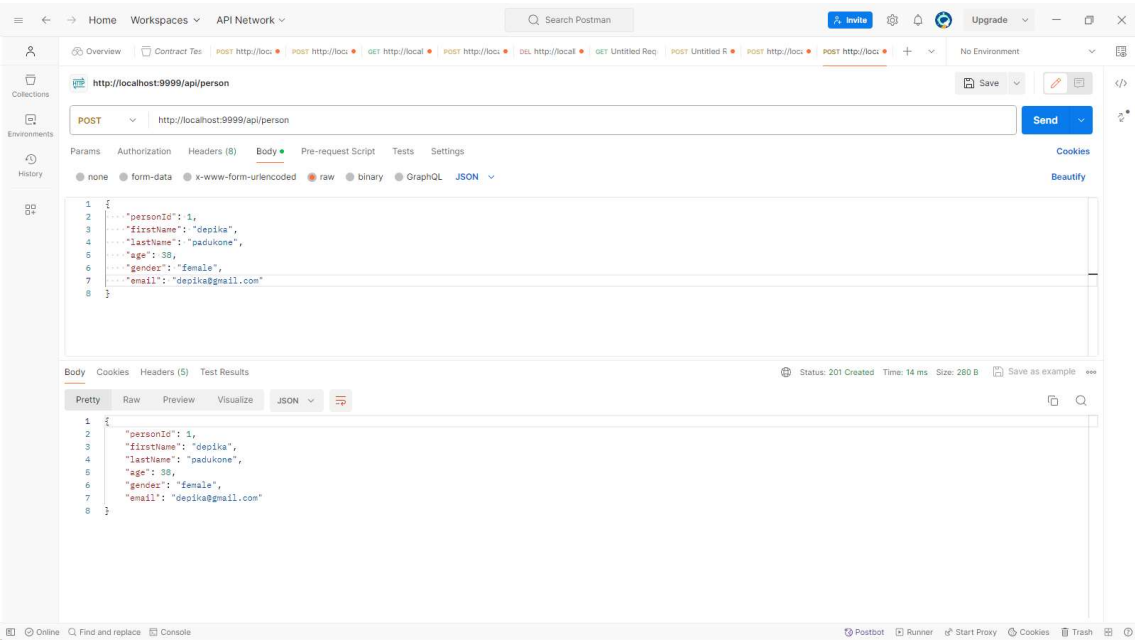 Home Workspaces API Network Search Postman Invite Upgrade
Overview Contract Tes POST http://loca POST http://loca GET http://local POST http://loca DEL http://locall GET Untitled Req POST Untitled R POST http://loca POST http://loca No Environment
HTTP http://localhost:9999/api/person Save
Collections
POST http://localhost:9999/api/person Send
Environments
Params Authorization Headers (8) Body Pre-request Script Tests Settings Cookies
History
none form-data x-www-form-urlencoded raw binary GraphQL JSON Beautify
1 {
2 "personId": 1,
3 "firstName": "depika",
4 "lastName": "padukone",
5 "age": 38,
6 "gender": "female",
7 "email": "depika@gmail.com"
8 }
Body Cookies Headers (5) Test Results Status: 201 Created Time: 14 ms Size: 280 B Save as example
Pretty Raw Preview Visualize JSON
1 {
2 "personId": 1,
3 "firstName": "depika",
4 "lastName": "padukone",
5 "age": 38,
6 "gender": "female",
7 "email": "depika@gmail.com"
8 }
Online Find and replace Console Postbot Runner Start Proxy Cookies Trash